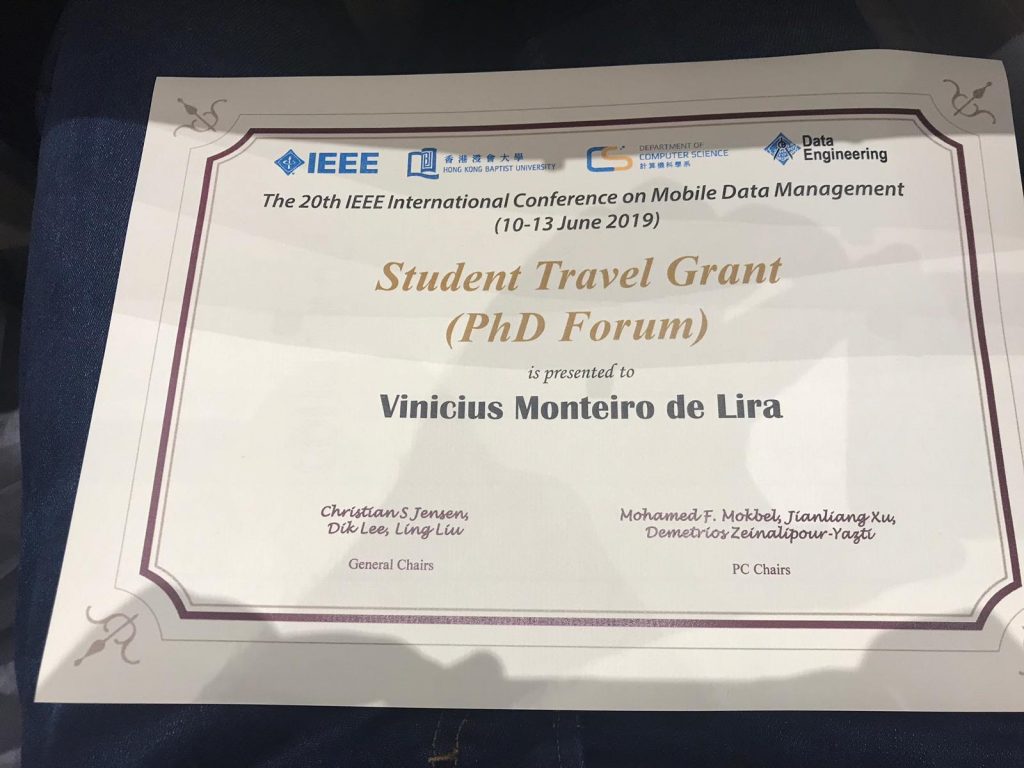 IEEE
香港浸會大學
HONG KONG BAPTIST UNIVERSITY
DEPARTMENT OF
COMPUTER SCIENCE
計算機科學系
Data
Engineering
The 20th IEEE International Conference on Mobile Data Management
(10-13 June 2019)
Student Travel Grant
(PhD Forum)
is presented to
Vinicius Monteiro de Lira
Christian S Jensen,
Dik Lee, Ling Liu
General Chairs
Mohamed F. Mokbel, Jianliang Xu,
Demetrios Zeinalipour-Yazti
PC Chairs